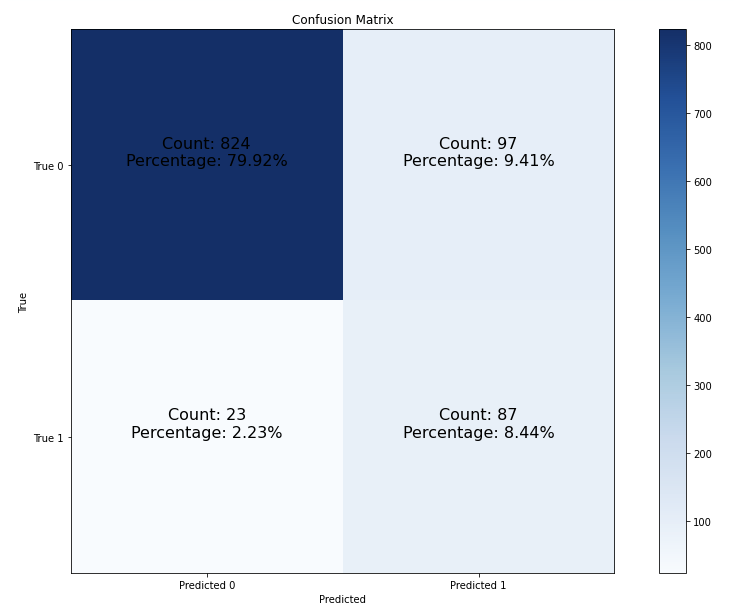 Confusion Matrix
Count: 824
Percentage: 79.92%
Count: 97
Percentage: 9.41%
True 0
Count: 23
Percentage: 2.23%
Count: 87
Percentage: 8.44%
True 1
True
Predicted 0
Predicted 1
Predicted
800
700
600
500
400
300
200
100